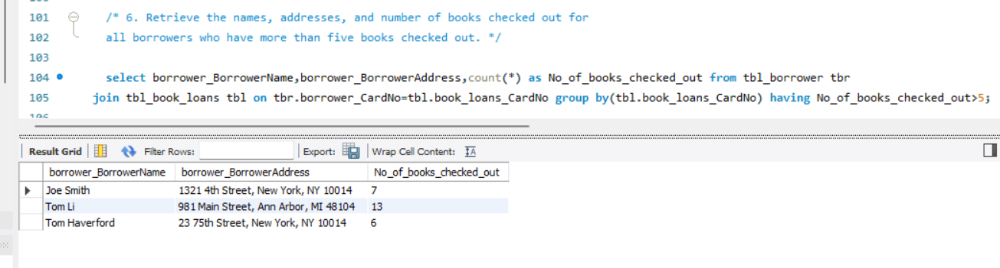 101 /* 6. Retrieve the names, addresses, and number of books checked out for
102 all borrowers who have more than five books checked out. */
103
104 select borrower_BorrowerName,borrower_BorrowerAddress,count(*) as No_of_books_checked_out from tbl_borrower tbr
105 join tbl_book_loans tbl on tbr.borrower_CardNo=tbl.book_loans_CardNo group by(tbl.book_loans_CardNo) having No_of_books_checked_out>5;
Result Grid Filter Rows: Export: Wrap Cell Content: IA
borrower_BorrowerName borrower_BorrowerAddress No_of_books_checked_out
Joe Smith 1321 4th Street, New York, NY 10014 7
Tom Li 981 Main Street, Ann Arbor, MI 48104 13
Tom Haverford 23 75th Street, New York, NY 10014 6